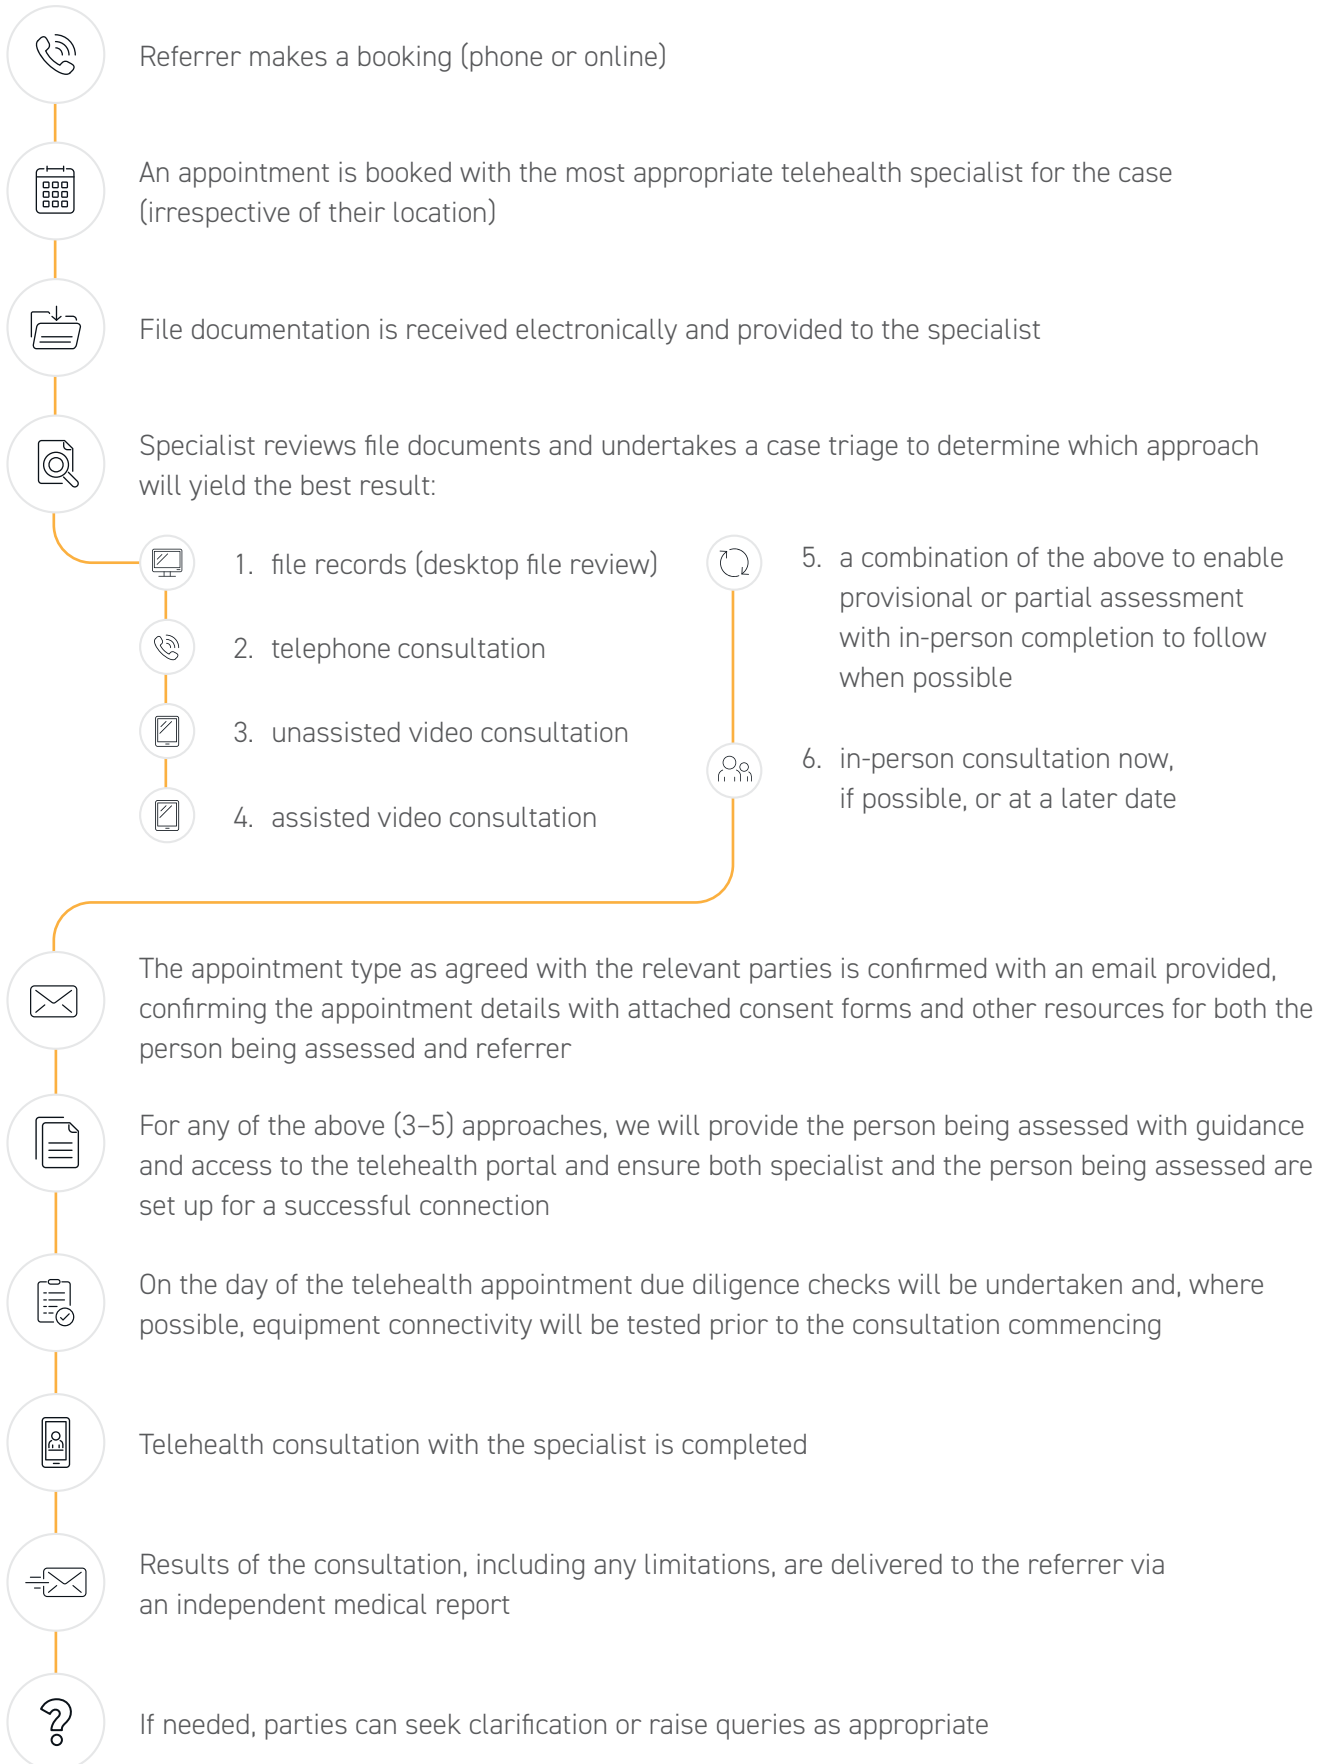 Referrer makes a booking (phone or online)
An appointment is booked with the most appropriate telehealth specialist for the case
(irrespective of their location)
File documentation is received electronically and provided to the specialist
Specialist reviews file documents and undertakes a case triage to determine which approach
will yield the best result:
1. file records (desktop file review)
2. telephone consultation
3. unassisted video consultation
4. assisted video consultation
5. a combination of the above to enable
provisional or partial assessment
with in-person completion to follow
when possible
6. in-person consultation now,
if possible, or at a later date
The appointment type as agreed with the relevant parties is confirmed with an email provided,
confirming the appointment details with attached consent forms and other resources for both the
person being assessed and referrer
For any of the above (3–5) approaches, we will provide the person being assessed with guidance
and access to the telehealth portal and ensure both specialist and the person being assessed are
set up for a successful connection
On the day of the telehealth appointment due diligence checks will be undertaken and, where
possible, equipment connectivity will be tested prior to the consultation commencing
Telehealth consultation with the specialist is completed
Results of the consultation, including any limitations, are delivered to the referrer via
an independent medical report
If needed, parties can seek clarification or raise queries as appropriate